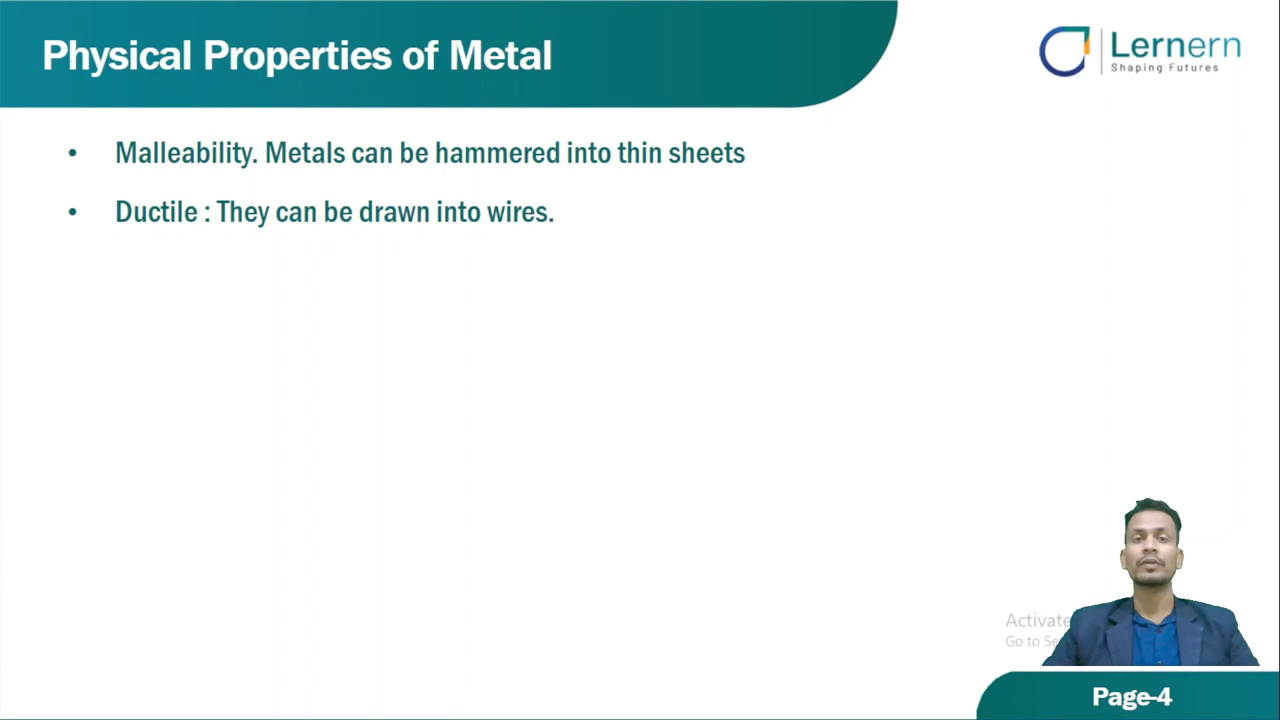 Physical Properties of Metal
Lernern
Shaping Futures
• Malleability. Metals can be hammered into thin sheets
• Ductile : They can be drawn into wires.
Activate
Go to
Page-4